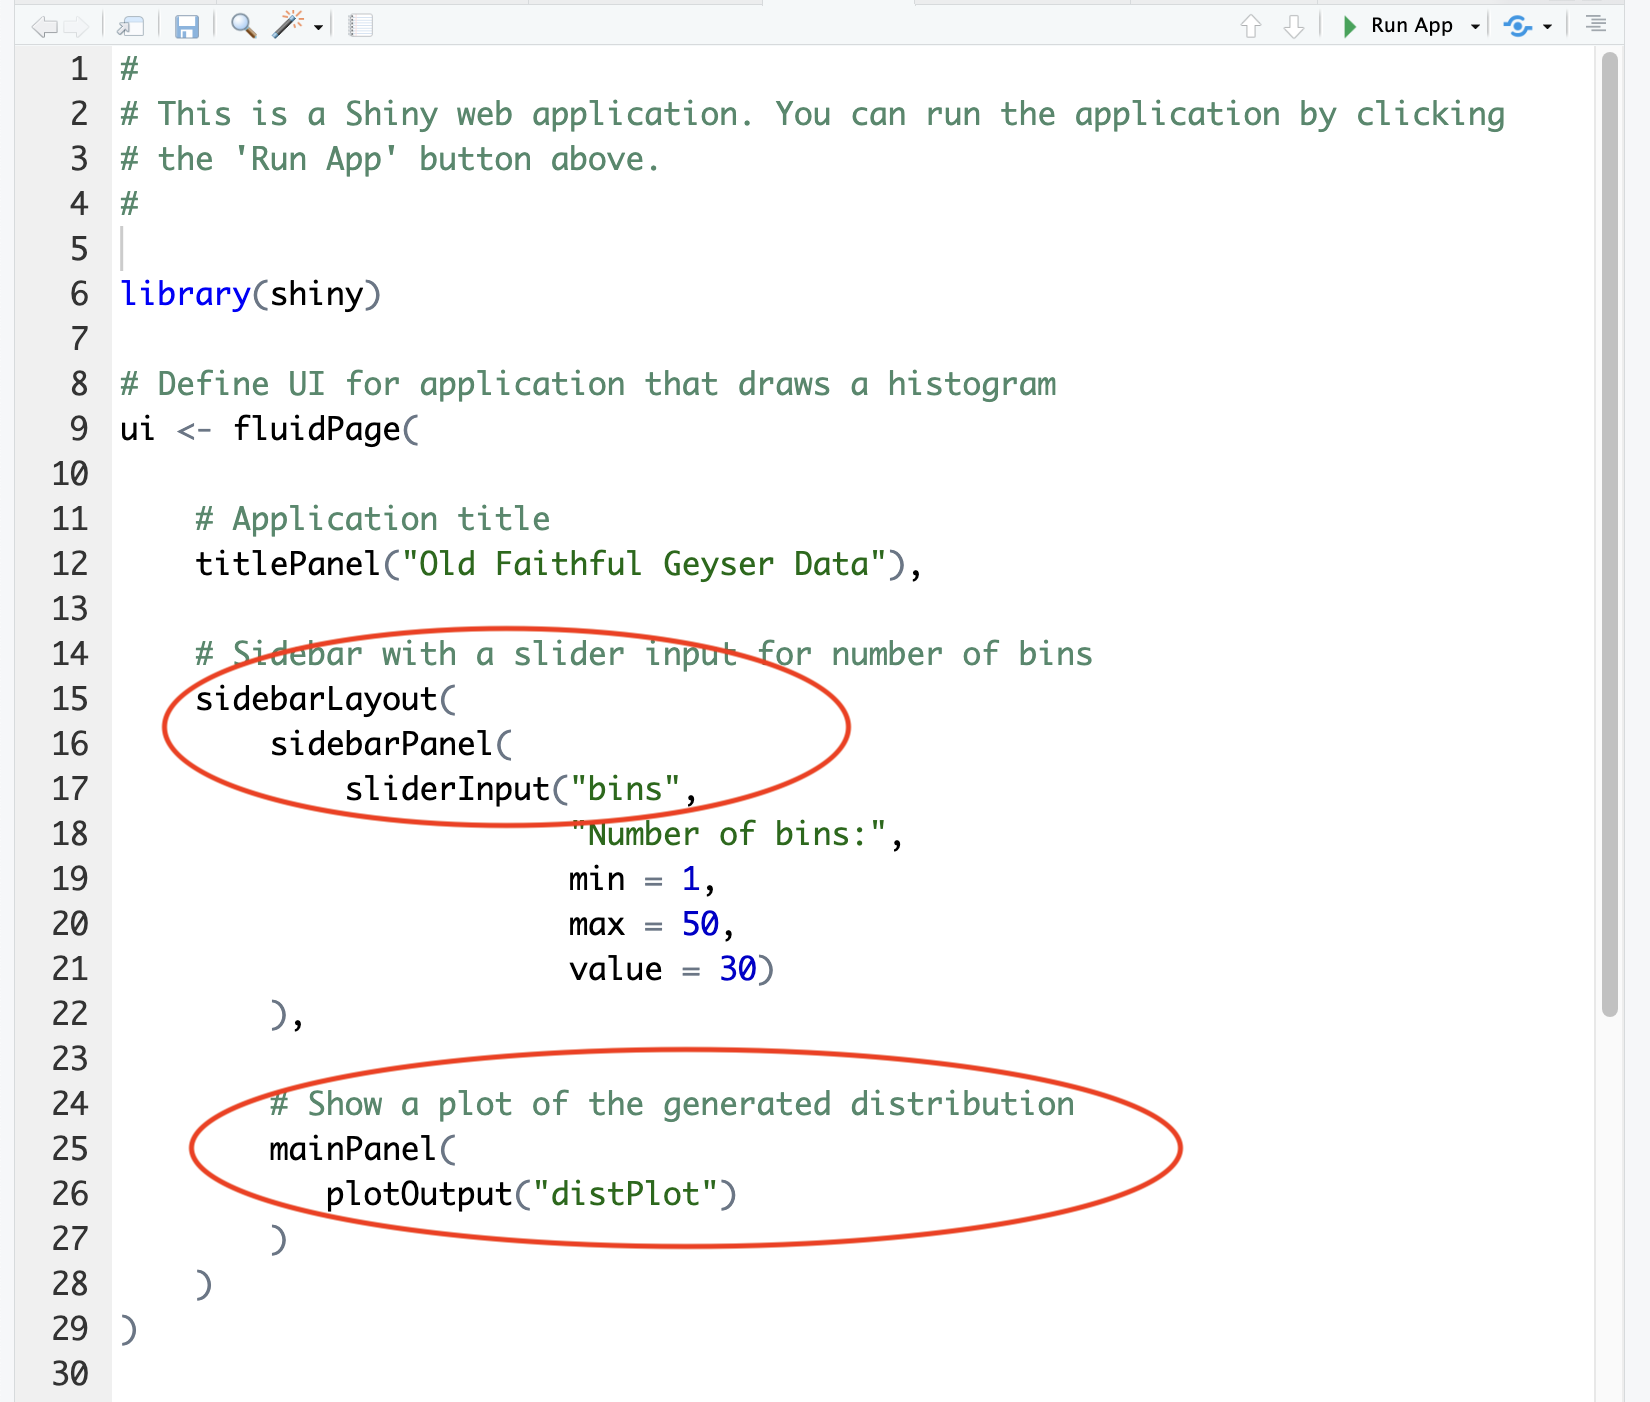 Run App
1 #
2 # This is a Shiny web application. You can run the application by clicking
3 # the 'Run App' button above.
4 #
5
6 library(shiny)
7
8 # Define UI for application that draws a histogram
9 ui <- fluidPage(
10
11     # Application title
12     titlePanel("Old Faithful Geyser Data"),
13
14     # Sidebar with a slider input for number of bins
15     sidebarLayout(
16         sidebarPanel(
17             sliderInput("bins",
18                         "Number of bins:",
19                         min = 1,
20                         max = 50,
21                         value = 30)
22         ),
23
24         # Show a plot of the generated distribution
25         mainPanel(
26            plotOutput("distPlot")
27         )
28     )
29 )
30